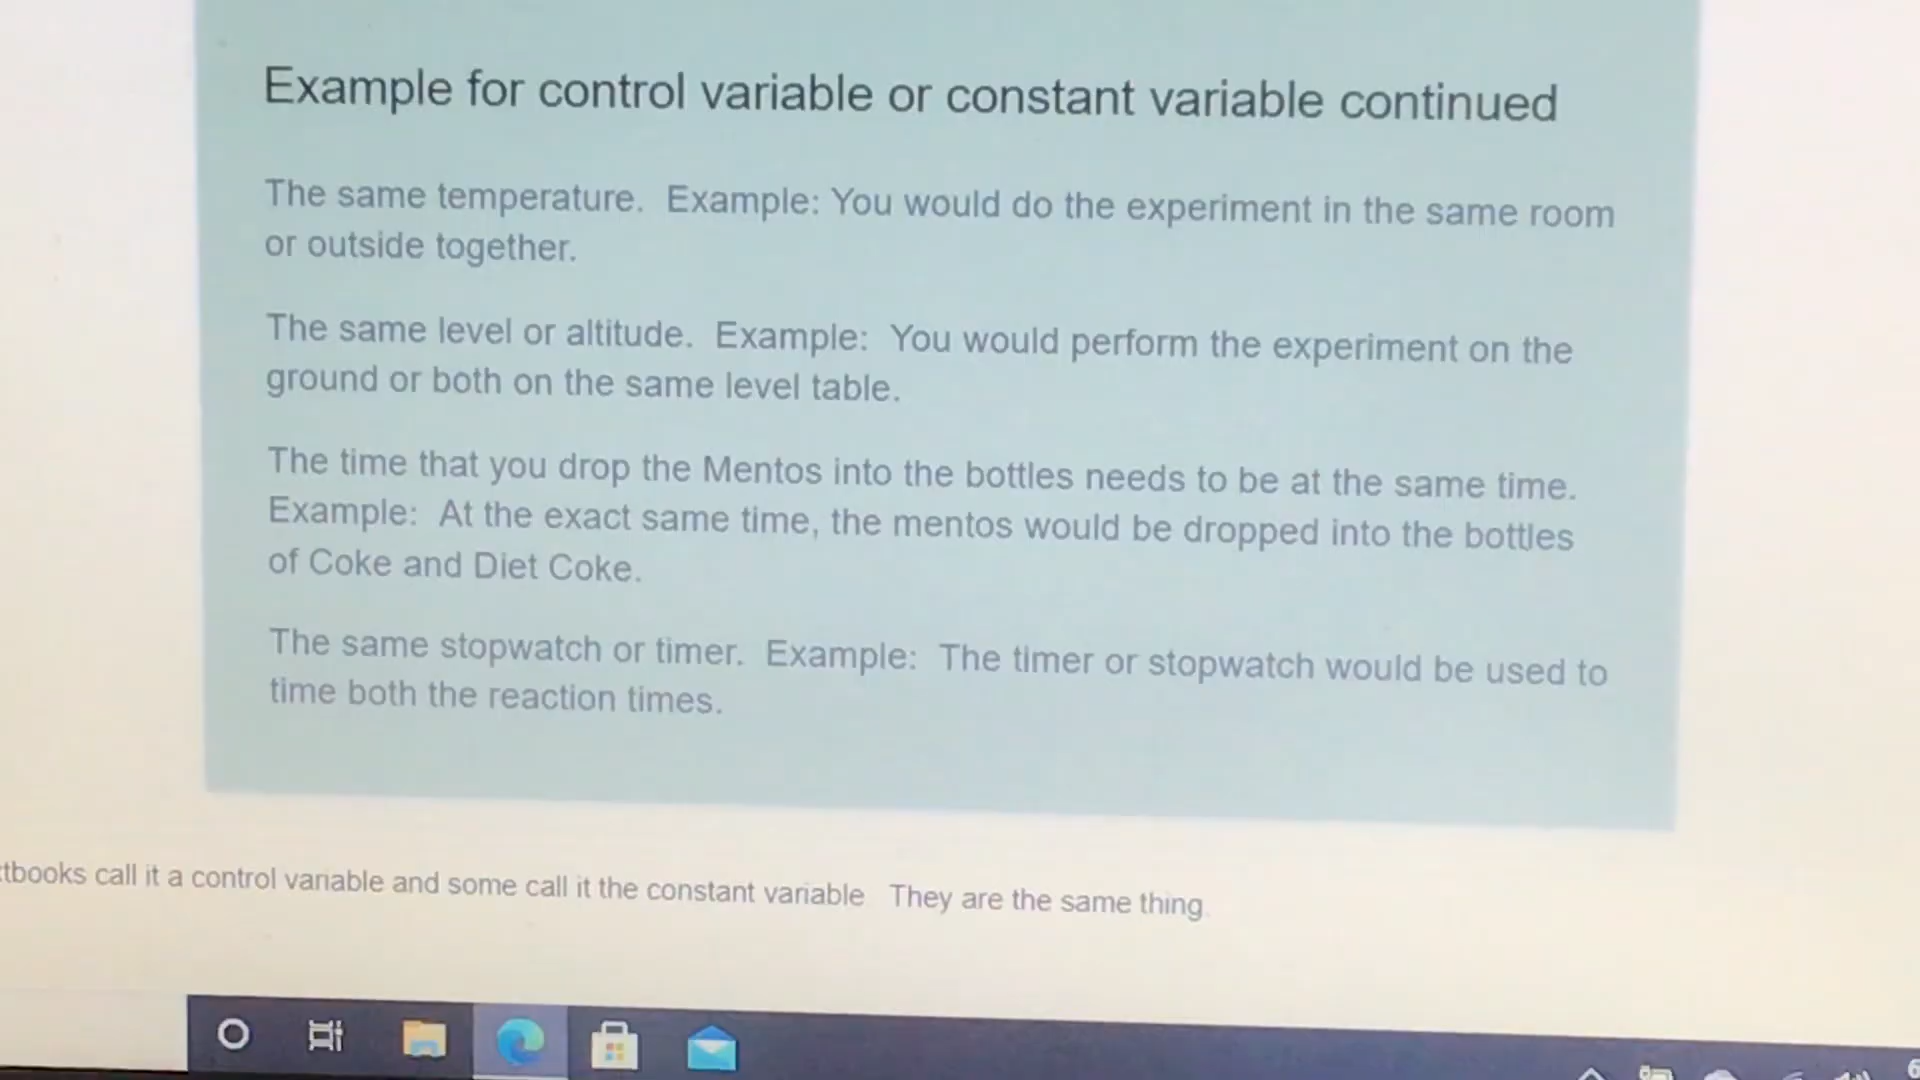 Example for control variable or constant variable continued
The same temperature. Example: You would do the experiment in the same room
or outside together.
The same level or altitude. Example: You would perform the experiment on the
ground or both on the same level table.
The time that you drop the Mentos into the bottles needs to be at the same time.
Example: At the exact same time, the mentos would be dropped into the bottles
of Coke and Diet Coke.
The same stopwatch or timer. Example: The timer or stopwatch would be used to
time both the reaction times.
call it a control variable and some call it the constant variable They are the same thing.